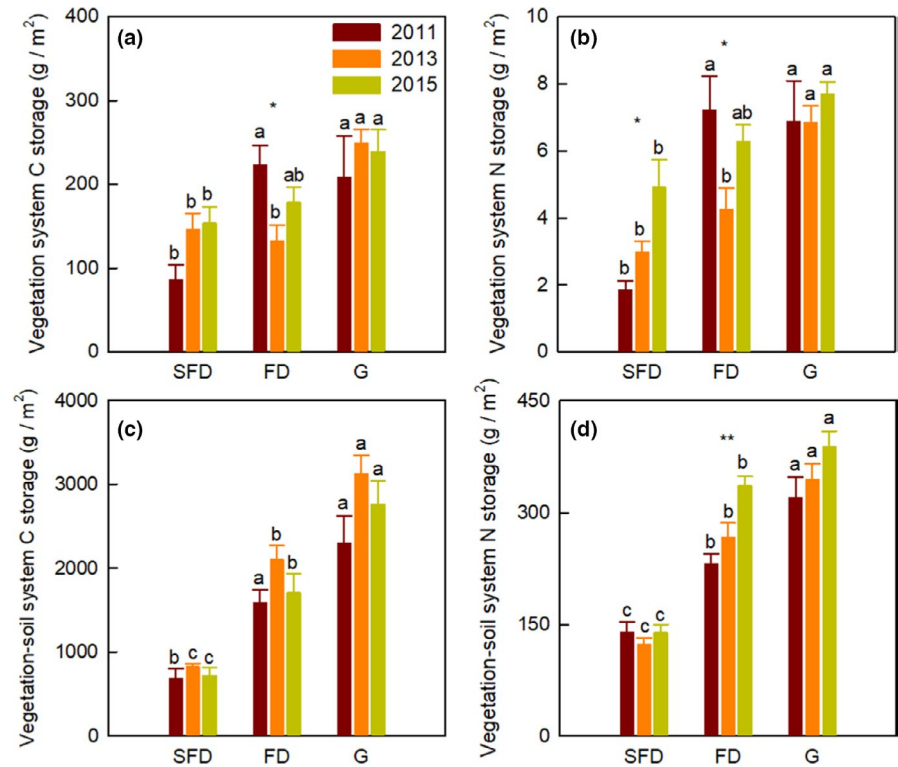 Vegetation system C storage (g / m²)
400
300
200
100
0
(a)
2011
2013
2015
b b b
a * b ab
a a a
SFD FD G
Vegetation system N storage (g / m²)
10
8
6
4
2
0
(b)
* b b b
* a b ab
a a a
SFD FD G
Vegetation-soil system C storage (g / m²)
4000
3000
2000
1000
0
(c)
b c c
a b b
a a a
SFD FD G
Vegetation-soil system N storage (g / m²)
450
300
150
0
(d)
c c c
** b b b
a a a
SFD FD G